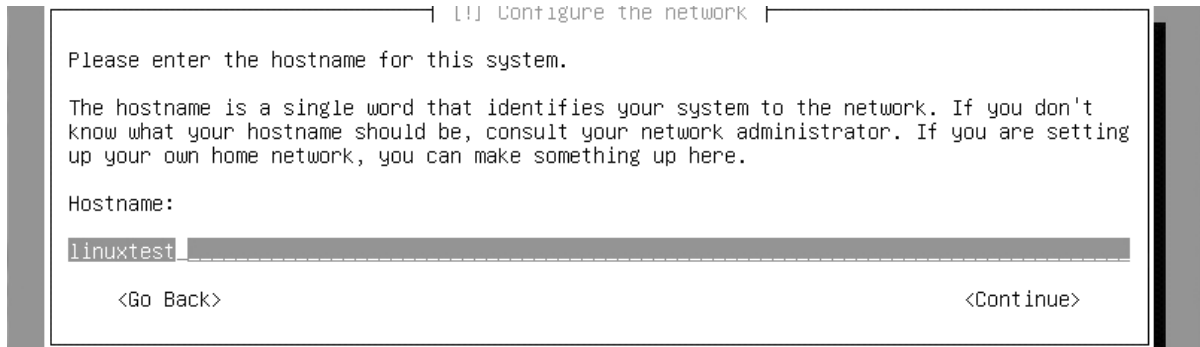 [!] Configure the network
Please enter the hostname for this system.
The hostname is a single word that identifies your system to the network. If you don't
know what your hostname should be, consult your network administrator. If you are setting
up your own home network, you can make something up here.
Hostname:
linuxtest
<Go Back> <Continue>